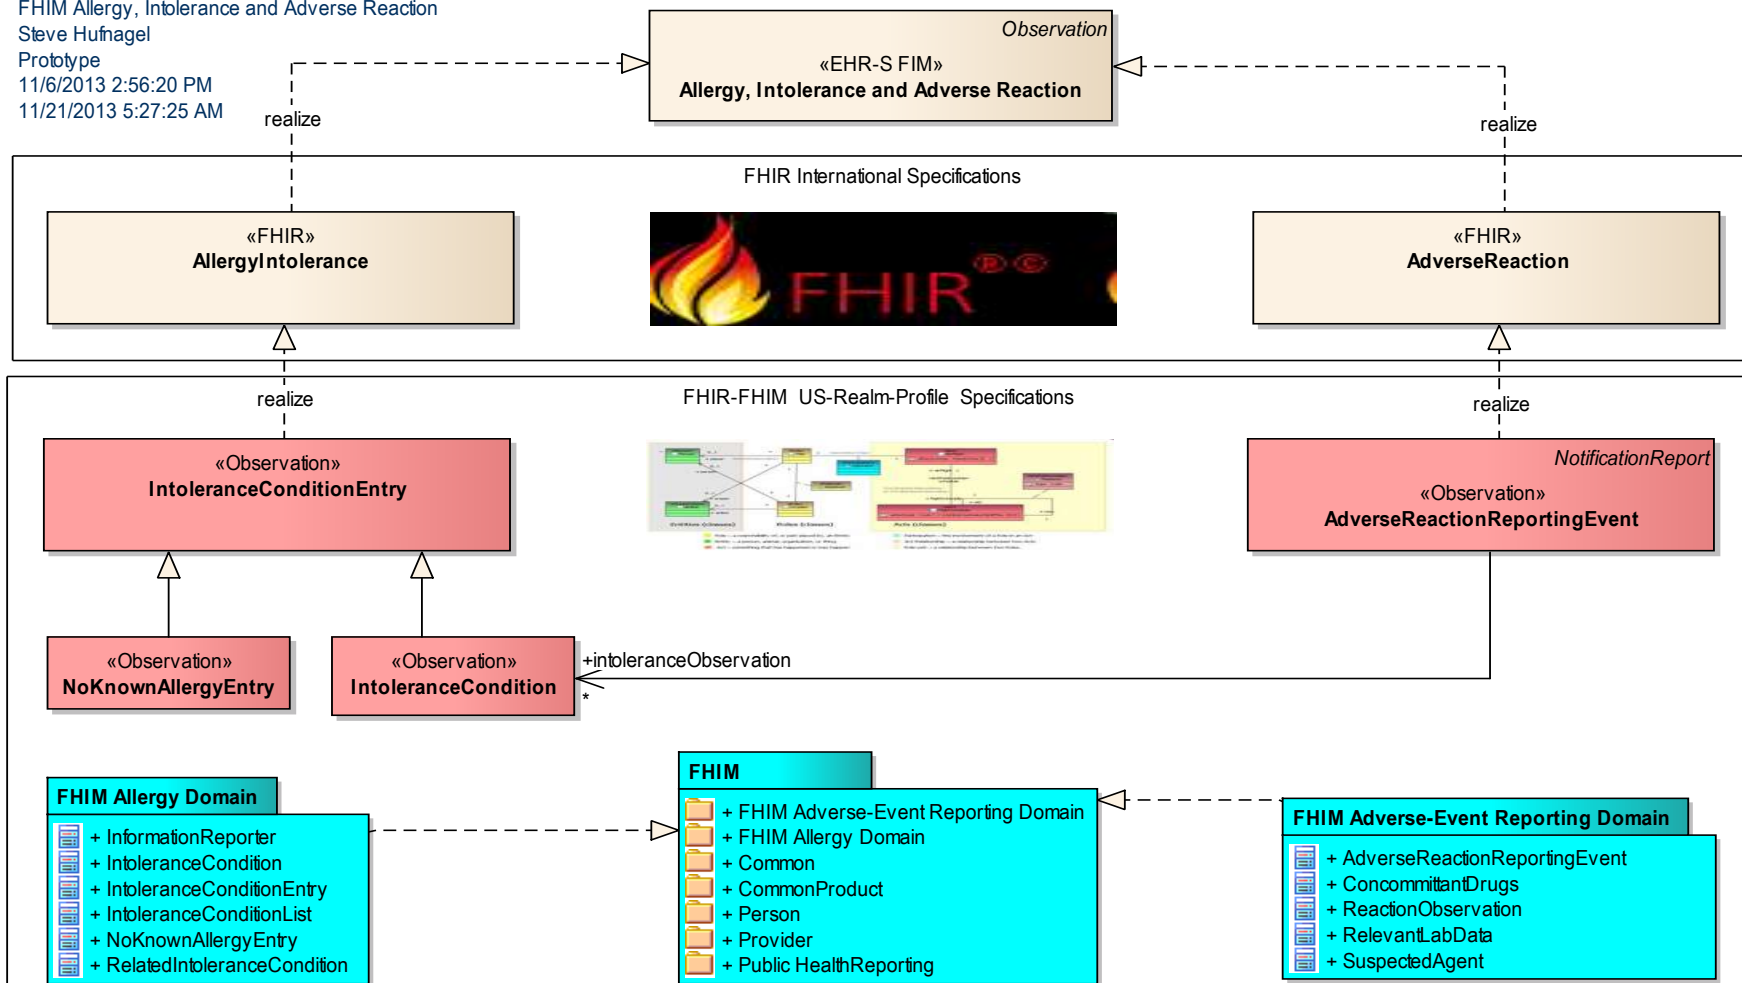 FHIM Allergy, Intolerance and Adverse Reaction
Steve Hufnagel
Prototype
11/6/2013 2:56:20 PM
11/21/2013 5:27:25 AM
Observation
«EHR-S FIM»
Allergy, Intolerance and Adverse Reaction
realize
realize
FHIR International Specifications
«FHIR»
AllergyIntolerance
FHIR ® ©
«FHIR»
AdverseReaction
realize
FHIR-FHIM US-Realm-Profile Specifications
realize
«Observation»
IntoleranceConditionEntry
NotificationReport
«Observation»
AdverseReactionReportingEvent
«Observation»
NoKnownAllergyEntry
«Observation»
IntoleranceCondition
+intoleranceObservation
*
FHIM Allergy Domain
+ InformationReporter
+ IntoleranceCondition
+ IntoleranceConditionEntry
+ IntoleranceConditionList
+ NoKnownAllergyEntry
+ RelatedIntoleranceCondition
FHIM
+ FHIM Adverse-Event Reporting Domain
+ FHIM Allergy Domain
+ Common
+ CommonProduct
+ Person
+ Provider
+ Public HealthReporting
FHIM Adverse-Event Reporting Domain
+ AdverseReactionReportingEvent
+ ConcommittantDrugs
+ ReactionObservation
+ RelevantLabData
+ SuspectedAgent